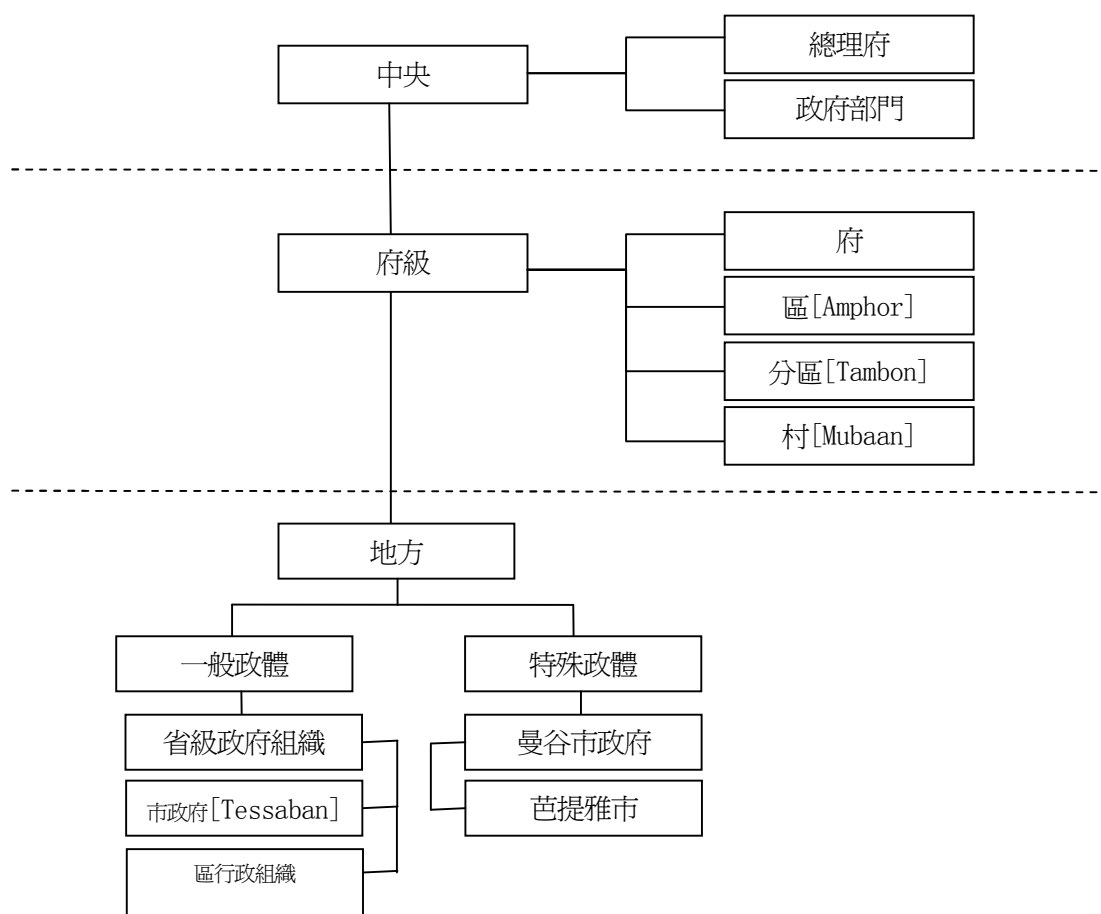 中央
總理府
政府部門
府級
府
區[Amphor]
分區[Tambon]
村[Mubaan]
地方
一般政體
特殊政體
省級政府組織
曼谷市政府
市政府[Tessaban]
芭提雅市
區行政組織